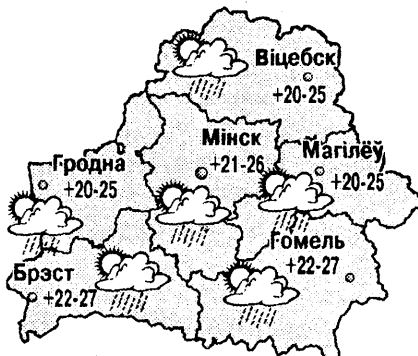 Віцебск
+20-25
Мінск
+21-26
Магілёў
+20-25
Гродна
+20-25
Гомель
+22-27
Брэст
+22-27